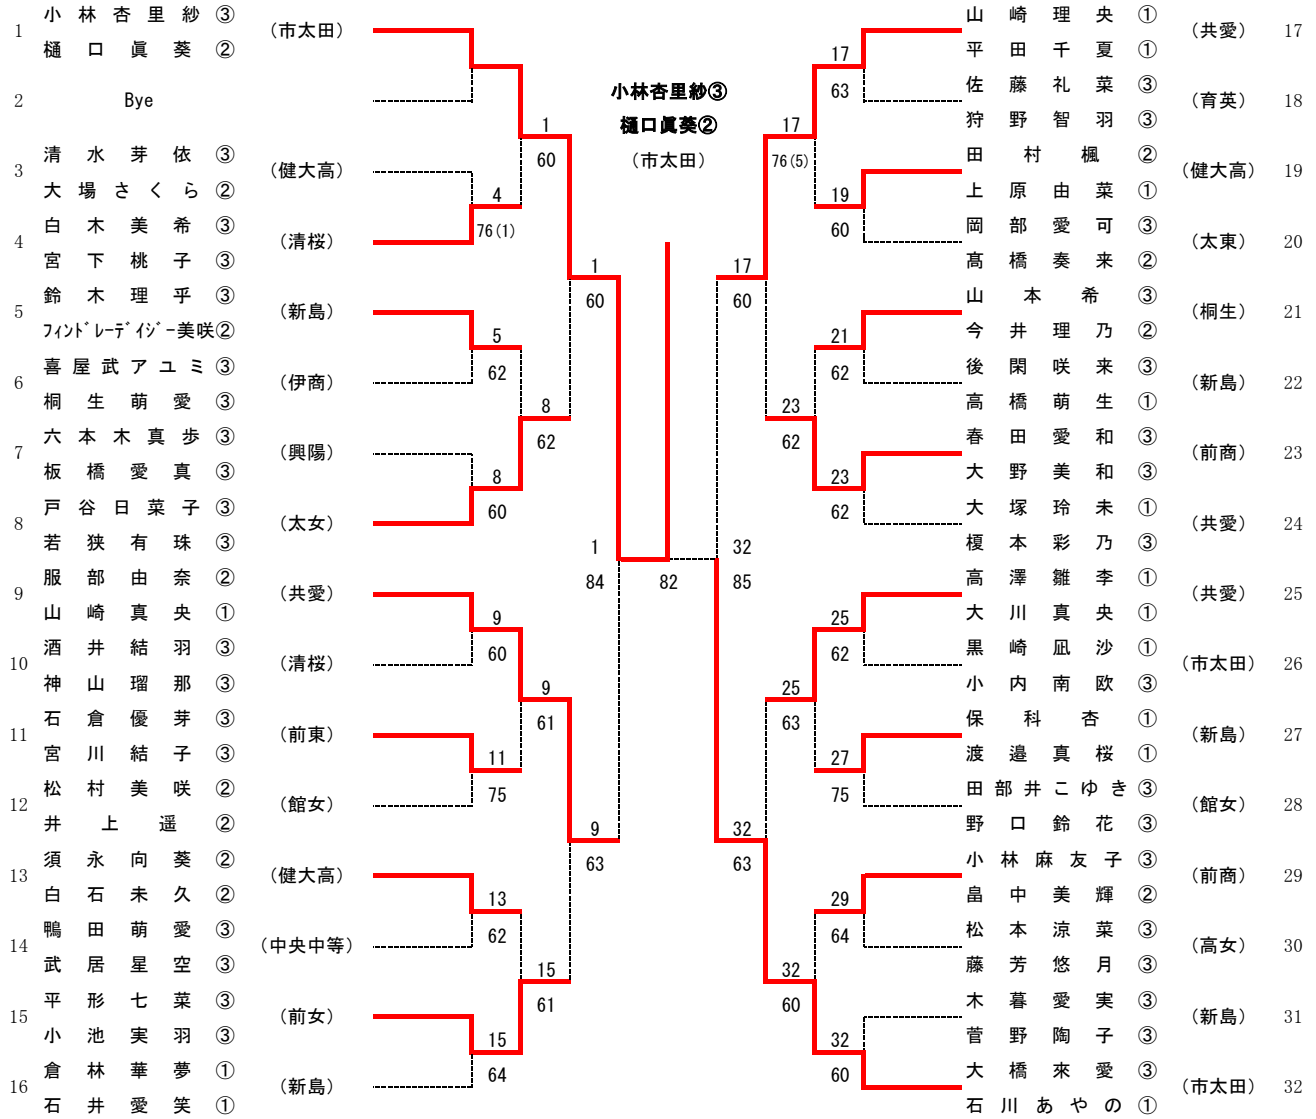 1 小林杏里紗③ (市太田)
樋口眞葵②
2 Bye
3 清水芽依③ (健大高)
大場さくら②
4 白木美希③ (清桜)
宮下桃子③
5 鈴木理乎③ (新島)
ﾌｨﾝﾄﾞﾚｰﾃﾞｲｼﾞｰ美咲②
6 喜屋武アユミ③ (伊商)
桐生萌愛③
7 六本木真歩③ (興陽)
板橋愛真③
8 戸谷日菜子③ (太女)
若狭有珠③
9 服部由奈② (共愛)
山崎真央①
10 酒井結羽③ (清桜)
神山瑠那③
11 石倉優芽③ (前東)
宮川結子③
12 松村美咲② (館女)
井上遥②
13 須永向葵② (健大高)
白石未久②
14 鴨田萌愛③ (中央中等)
武居星空③
15 平形七菜③ (前女)
小池実羽③
16 倉林華夢① (新島)
石井愛笑①
4
76(1)
5
62
8
60
9
60
11
75
13
62
15
64
1
60
8
62
9
61
15
61
1
60
9
63
1
84
小林杏里紗③
樋口眞葵②
(市太田)
82
32
85
17
60
32
63
17
76(5)
23
62
25
63
32
60
17
63
19
60
21
62
23
62
25
62
27
75
29
64
32
60
山崎理央① (共愛) 17
平田千夏①
佐藤礼菜③ (育英) 18
狩野智羽③
田村楓② (健大高) 19
上原由菜①
岡部愛可③ (太東) 20
髙橋奏来②
山本希③ (桐生) 21
今井理乃②
後閑咲来③ (新島) 22
高橋萌生①
春田愛和③ (前商) 23
大野美和③
大塚玲未① (共愛) 24
榎本彩乃③
高澤雛李① (共愛) 25
大川真央①
黒崎凪沙① (市太田) 26
小内南欧③
保科杏① (新島) 27
渡邉真桜①
田部井こゆき③ (館女) 28
野口鈴花③
小林麻友子③ (前商) 29
畠中美輝②
松本涼菜③ (高女) 30
藤芳悠月③
木暮愛実③ (新島) 31
菅野陶子③
大橋來愛③ (市太田) 32
石川あやの①